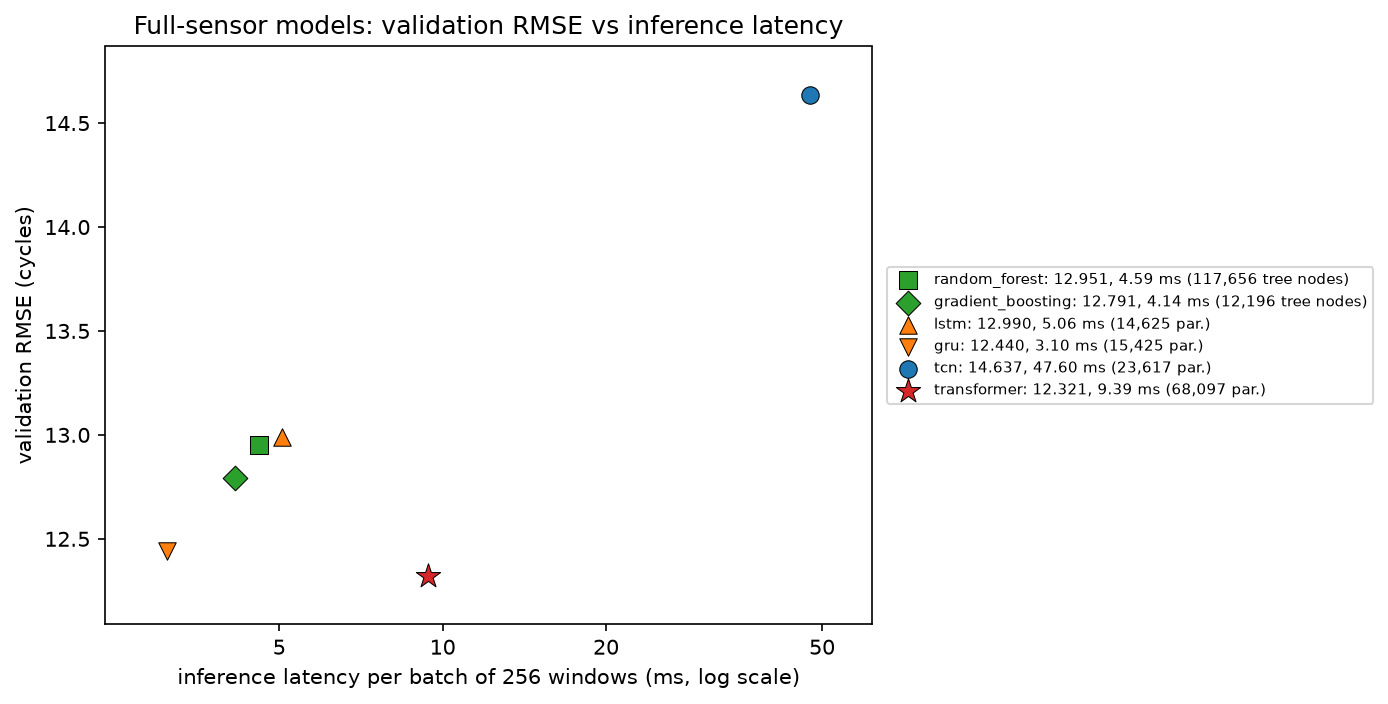 Full-sensor models: validation RMSE vs inference latency
validation RMSE (cycles)
14.5
14.0
13.5
13.0
12.5
5
10
20
50
inference latency per batch of 256 windows (ms, log scale)
random_forest: 12.951, 4.59 ms (117,656 tree nodes)
gradient_boosting: 12.791, 4.14 ms (12,196 tree nodes)
lstm: 12.990, 5.06 ms (14,625 par.)
gru: 12.440, 3.10 ms (15,425 par.)
tcn: 14.637, 47.60 ms (23,617 par.)
transformer: 12.321, 9.39 ms (68,097 par.)